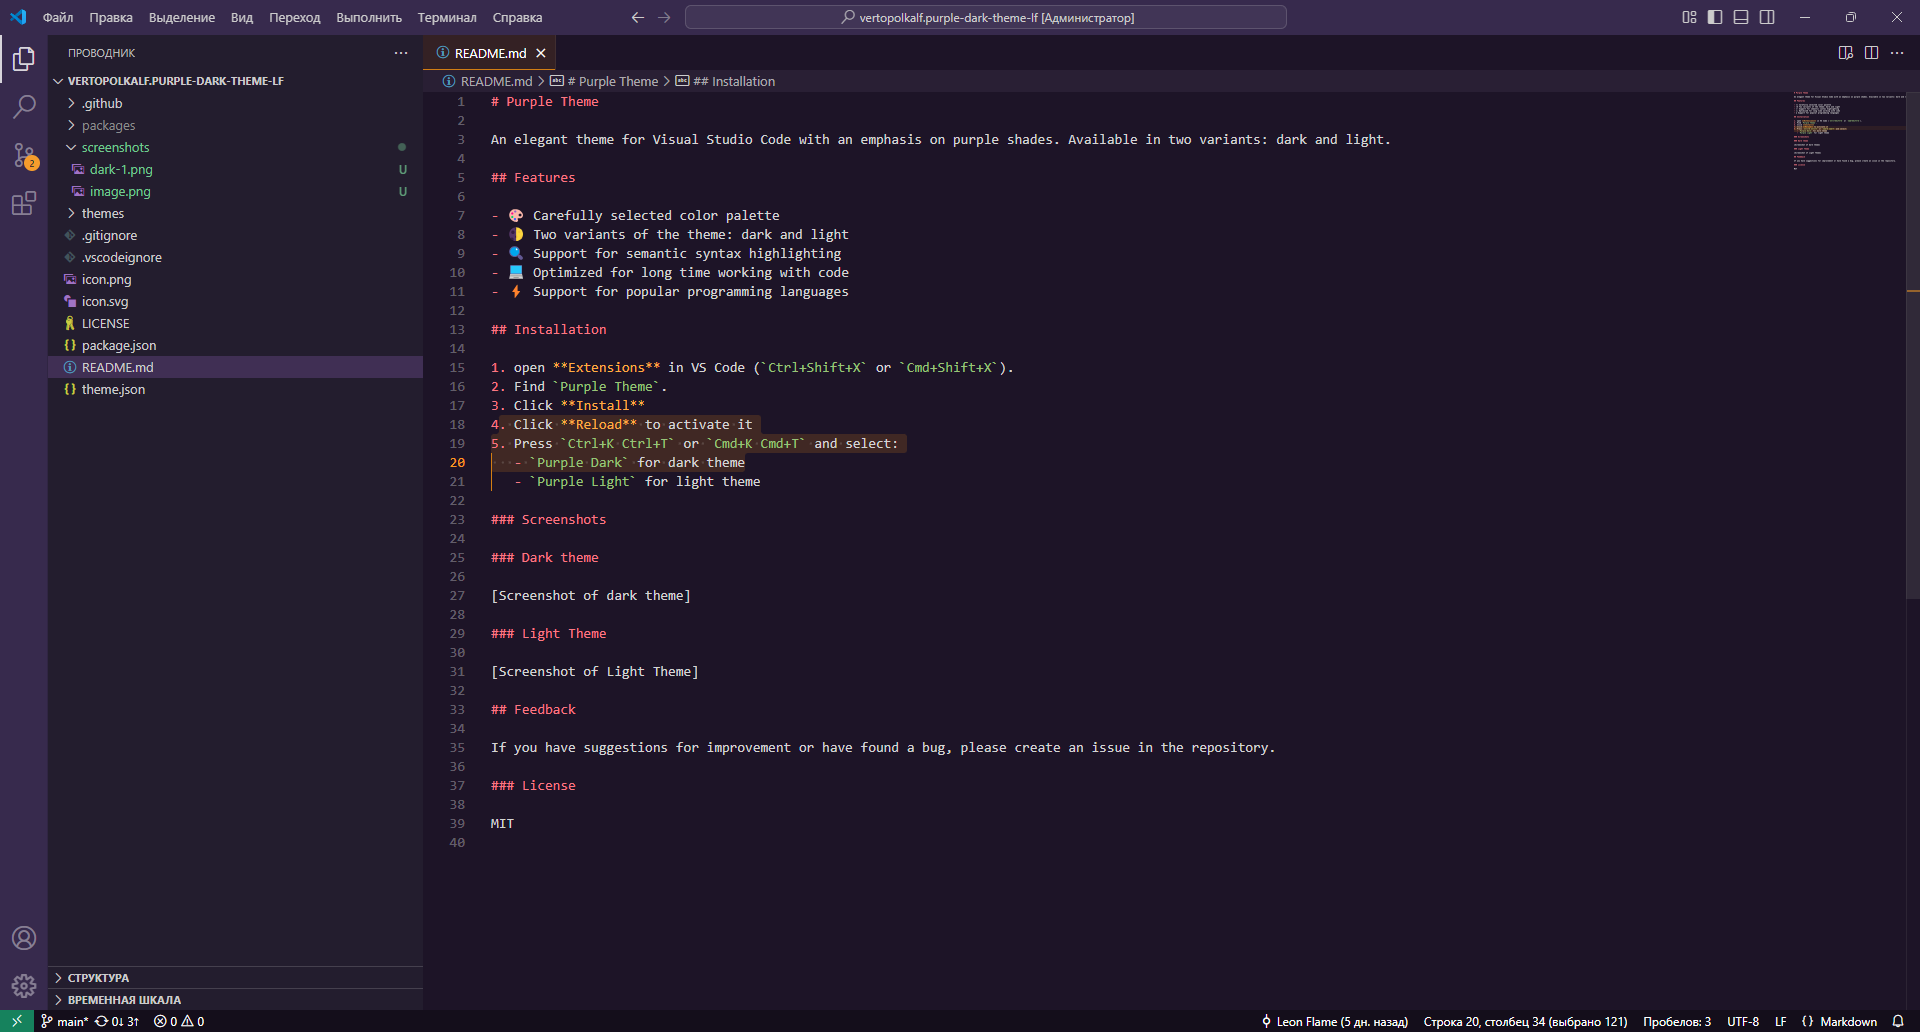 Файл Правка Выделение Вид Переход Выполнить Терминал Справка
vertopolkalf.purple-dark-theme-lf [Администратор]
ПРОВОДНИК
VERTOPOLKALF.PURPLE-DARK-THEME-LF
.github
packages
screenshots
dark-1.png U
image.png U
themes
.gitignore
.vscodeignore
icon.png
icon.svg
LICENSE
package.json
README.md
theme.json
2
СТРУКТУРА
ВРЕМЕННАЯ ШКАЛА
README.md
README.md > # Purple Theme > ## Installation
1 # Purple Theme
2
3 An elegant theme for Visual Studio Code with an emphasis on purple shades. Available in two variants: dark and light.
4
5 ## Features
6
7 - 🎨 Carefully selected color palette
8 - 🌓 Two variants of the theme: dark and light
9 - 🔍 Support for semantic syntax highlighting
10 - 💻 Optimized for long time working with code
11 - ⚡ Support for popular programming languages
12
13 ## Installation
14
15 1. open **Extensions** in VS Code (`Ctrl+Shift+X` or `Cmd+Shift+X`).
16 2. Find `Purple Theme`.
17 3. Click **Install**
18 4. Click **Reload** to activate it
19 5. Press `Ctrl+K Ctrl+T` or `Cmd+K Cmd+T` and select:
20 - `Purple Dark` for dark theme
21 - `Purple Light` for light theme
22
23 ### Screenshots
24
25 ### Dark theme
26
27 [Screenshot of dark theme]
28
29 ### Light Theme
30
31 [Screenshot of Light Theme]
32
33 ## Feedback
34
35 If you have suggestions for improvement or have found a bug, please create an issue in the repository.
36
37 ### License
38
39 MIT
40
main* 0↓ 3↑ 0 0 Leon Flame (5 дн. назад) Строка 20, столбец 34 (выбрано 121) Пробелов: 3 UTF-8 LF {} Markdown